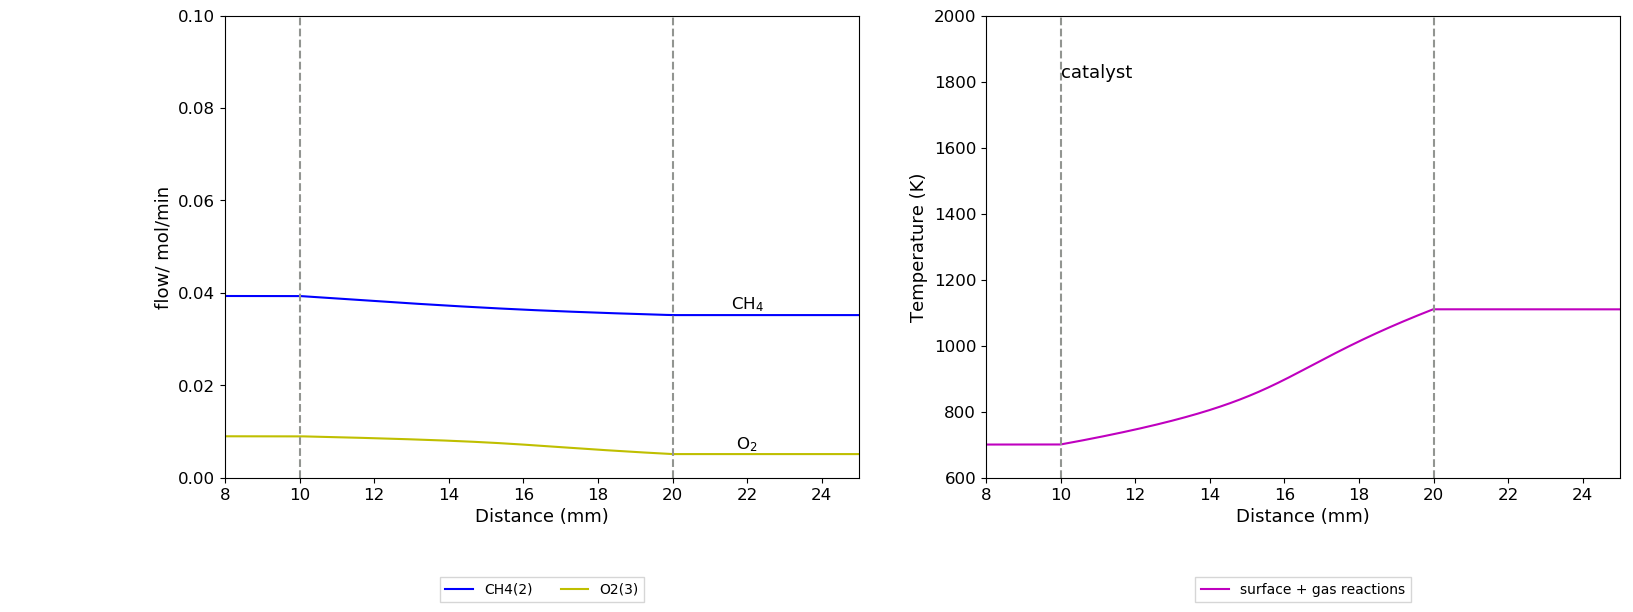 0.10
0.08
0.06
0.04
0.02
0.00
flow/ mol/min
CH₄
O₂
8 10 12 14 16 18 20 22 24
Distance (mm)
CH4(2) O2(3)
2000
1800
1600
1400
1200
1000
800
600
Temperature (K)
catalyst
8 10 12 14 16 18 20 22 24
Distance (mm)
surface + gas reactions